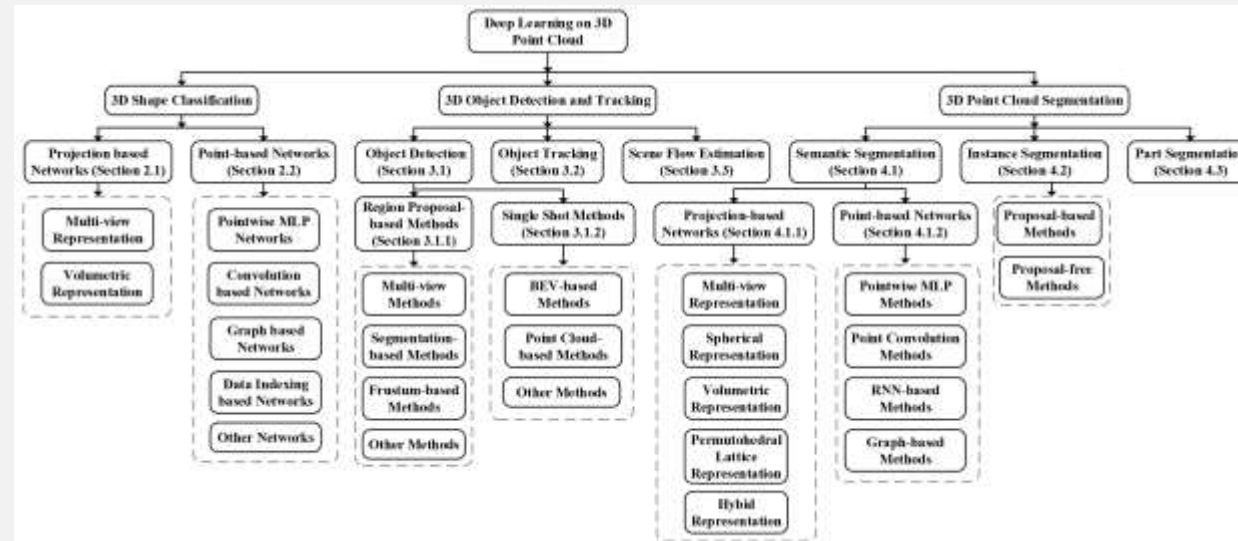 Deep Learning on 3D
Point Cloud
3D Shape Classification
3D Object Detection and Tracking
3D Point Cloud Segmentation
Projection based
Networks (Section 2.1)
Point-based Networks
(Section 2.2)
Object Detection
(Section 3.1)
Object Tracking
(Section 3.2)
Scene Flow Estimation
(Section 3.3)
Semantic Segmentation
(Section 4.1)
Instance Segmentation
(Section 4.2)
Part Segmentation
(Section 4.3)
Multi-view
Representation
Volumetric
Representation
Pointwise MLP
Networks
Convolution
based Networks
Graph based
Networks
Data Indexing
based Networks
Other Networks
Region Proposal-
based Methods
(Section 3.1.1)
Single Shot Methods
(Section 3.1.2)
Projection-based
Networks (Section 4.1.1)
Point-based Networks
(Section 4.1.2)
Proposal-based
Methods
Proposal-free
Methods
Multi-view
Methods
Segmentation-
based Methods
Frustum-based
Methods
Other Methods
BEV-based
Methods
Point Cloud-
based Methods
Other Methods
Multi-view
Representation
Spherical
Representation
Volumetric
Representation
Permutohedral
Lattice
Representation
Hybid
Representation
Pointwise MLP
Methods
Point Convolution
Methods
RNN-based
Methods
Graph-based
Methods